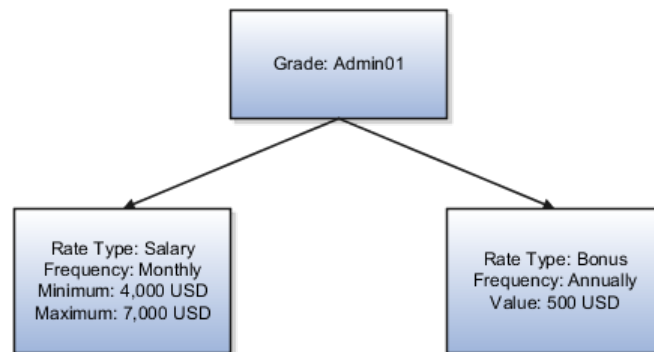 Grade: Admin01
Rate Type: Salary
Frequency: Monthly
Minimum: 4,000 USD
Maximum: 7,000 USD
Rate Type: Bonus
Frequency: Annually
Value: 500 USD